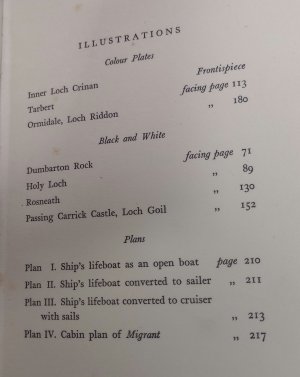 ILLUSTRATIONS
Colour Plates
Inner Loch Crinan Frontispiece
Tarbert facing page 113
Ormidale, Loch Riddon ,, 180
Black and White
Dumbarton Rock facing page 71
Holy Loch ,, 89
Rosneath ,, 130
Passing Carrick Castle, Loch Goil ,, 152
Plans
Plan I. Ship's lifeboat as an open boat page 210
Plan II. Ship's lifeboat converted to sailer ,, 211
Plan III. Ship's lifeboat converted to cruiser
with sails ,, 213
Plan IV. Cabin plan of Migrant ,, 217